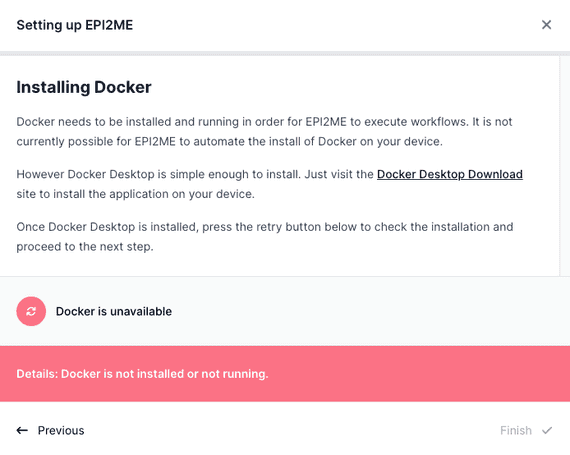 Setting up EPI2ME
Installing Docker
Docker needs to be installed and running in order for EPI2ME to execute workflows. It is not
currently possible for EPI2ME to automate the install of Docker on your device.
However Docker Desktop is simple enough to install. Just visit the Docker Desktop Download
site to install the application on your device.
Once Docker Desktop is installed, press the retry button below to check the installation and
proceed to the next step.
Docker is unavailable
Details: Docker is not installed or not running.
Previous
Finish